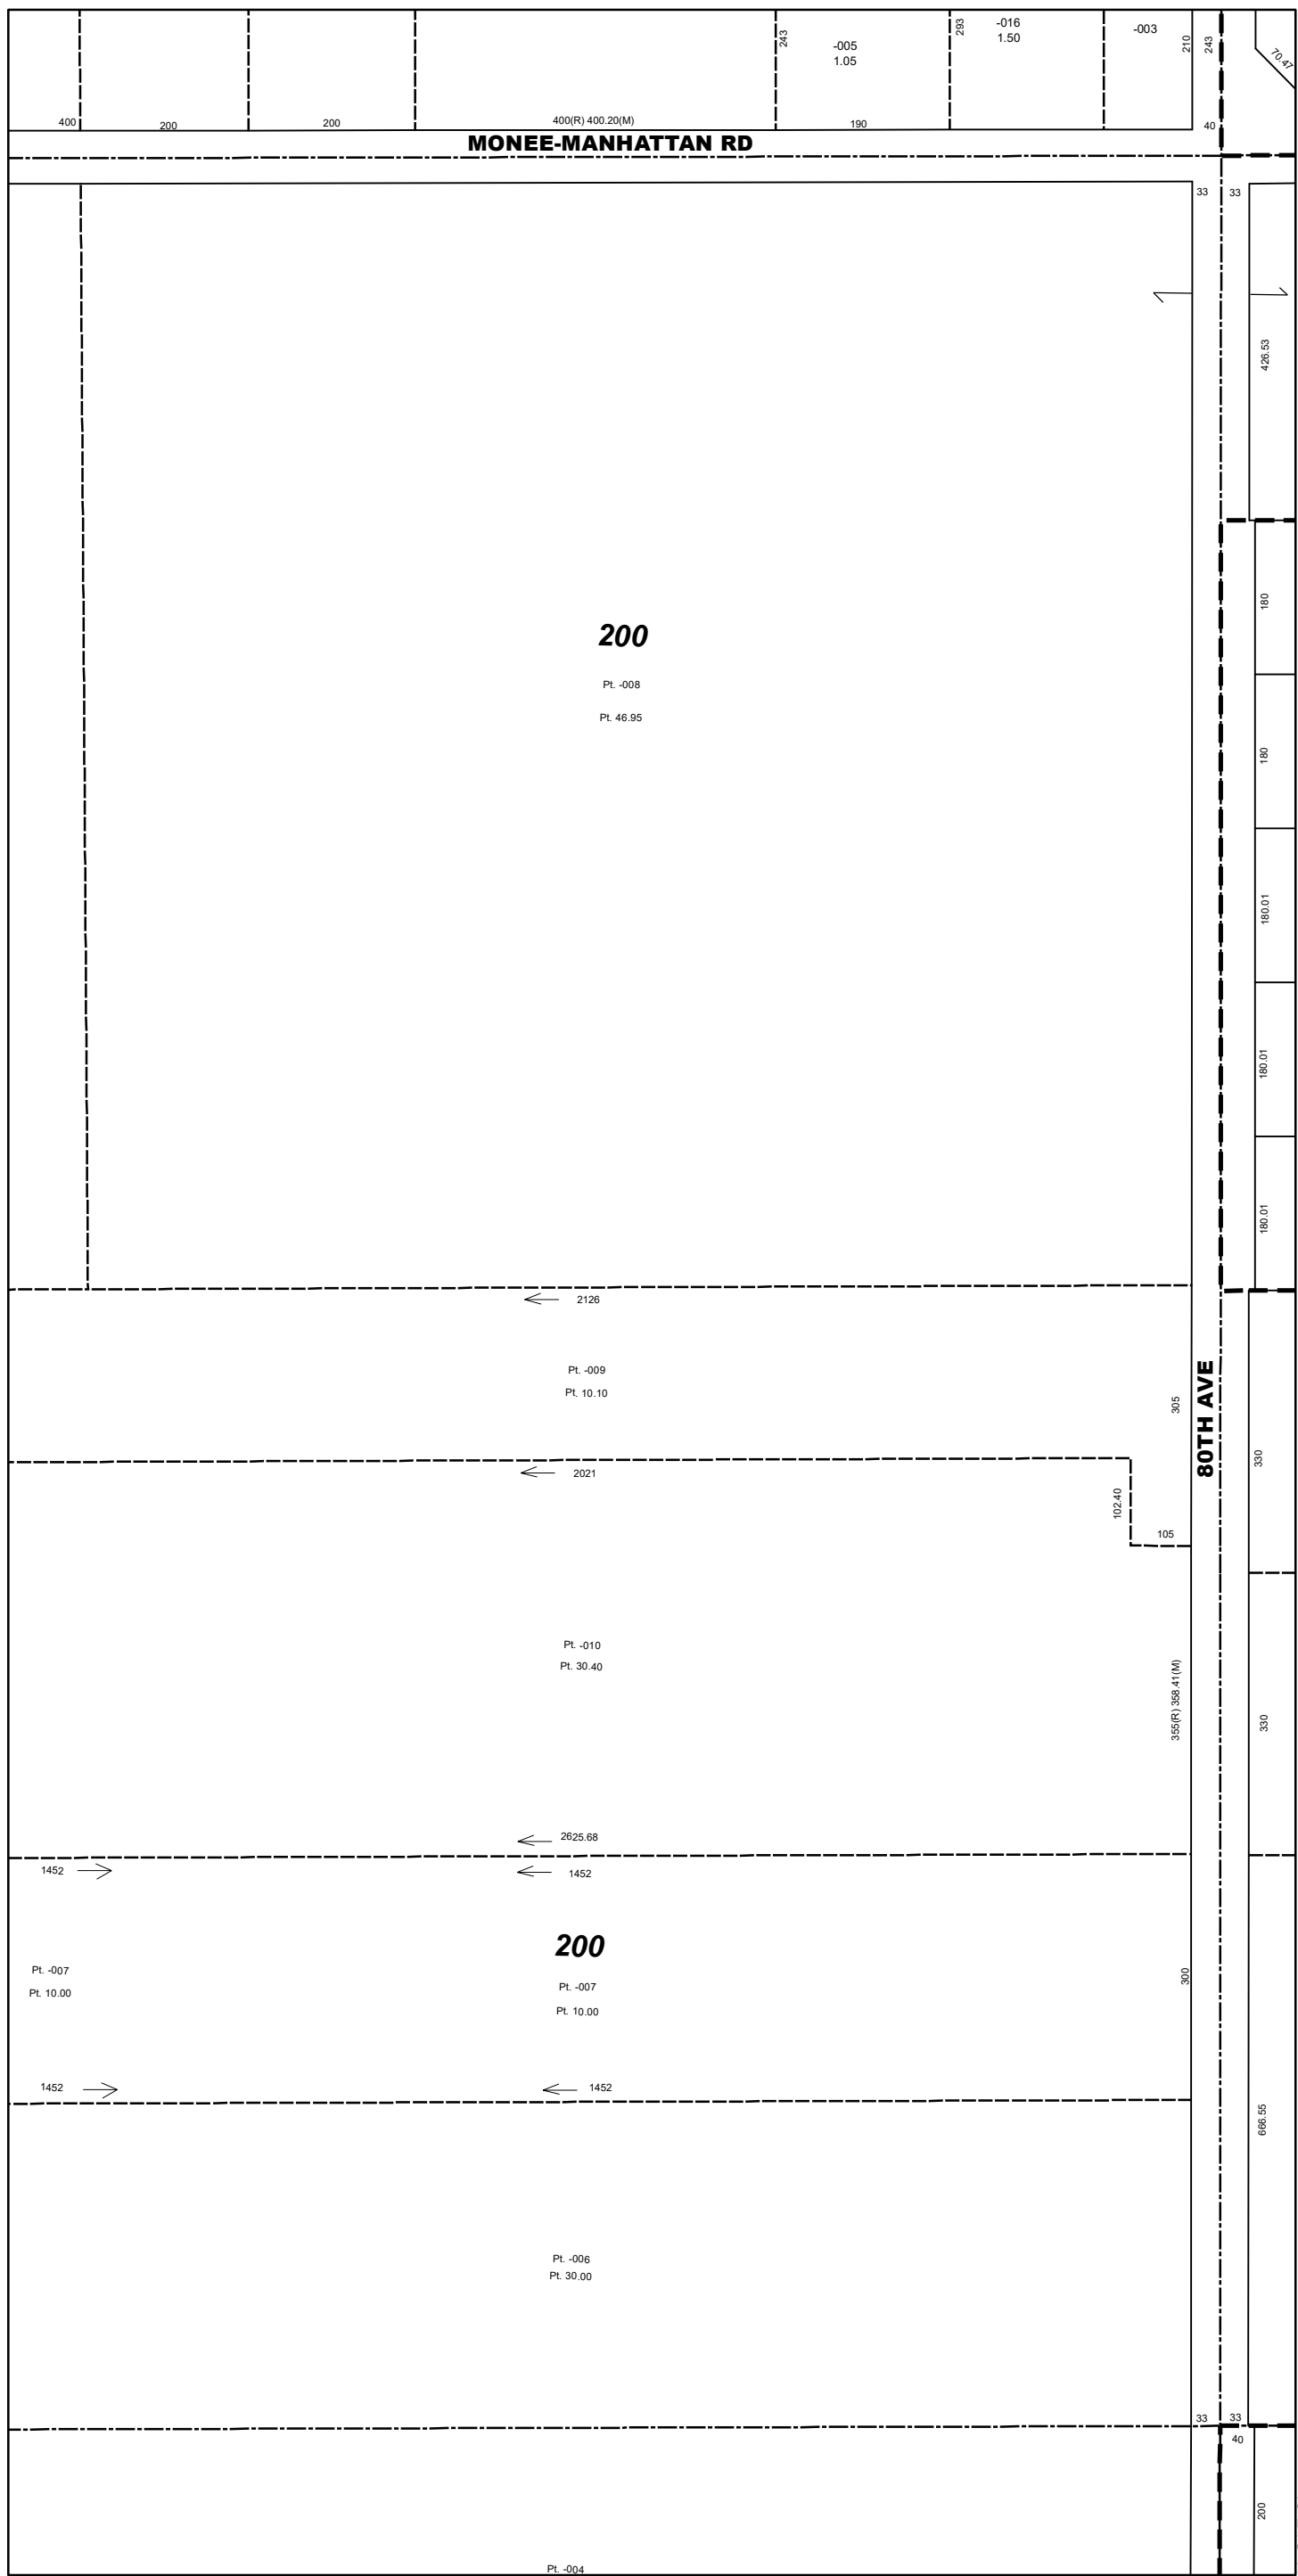 243
-005
1.05
293
-016
1.50
-003
210
243
70.47
400
200
200
400(R) 400.20(M)
190
40
MONEE-MANHATTAN RD
33
33
426.53
200
Pt. -008
Pt. 46.95
180
180
180.01
180.01
180.01
2126
Pt. -009
Pt. 10.10
305
80TH AVE
330
2021
102.40
105
Pt. -010
Pt. 30.40
355(R) 358.41(M)
330
2625.68
1452
1452
200
Pt. -007
Pt. 10.00
Pt. -007
Pt. 10.00
300
1452
1452
666.55
Pt. -006
Pt. 30.00
33
33
40
200
Pt. -004